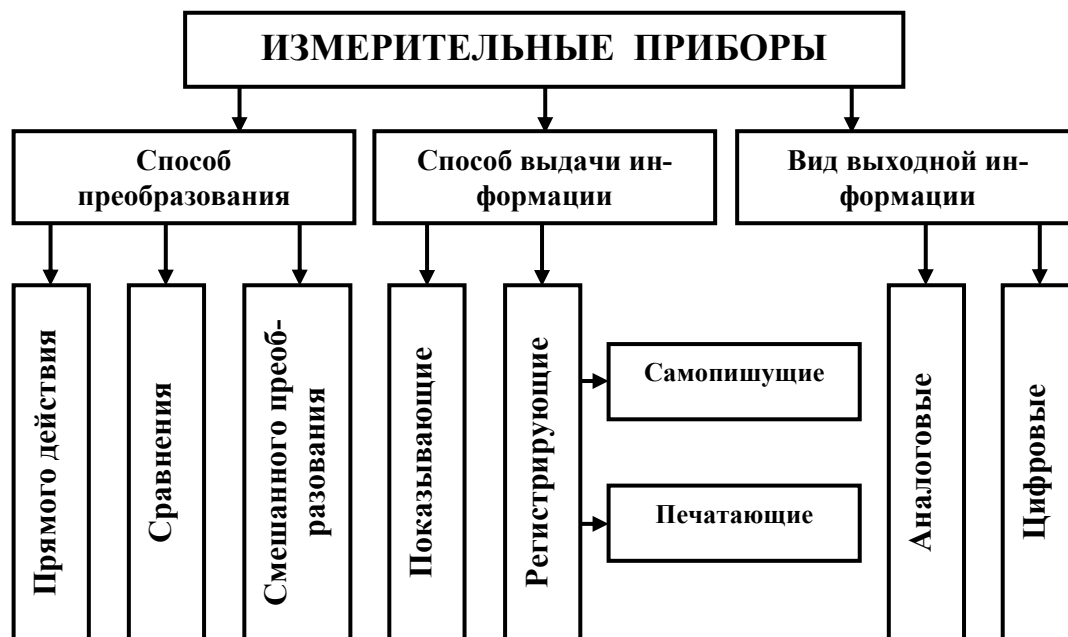 ИЗМЕРИТЕЛЬНЫЕ ПРИБОРЫ
Способ
преобразования
Способ выдачи ин-
формации
Вид выходной ин-
формации
Прямого действия
Сравнения
Смешанного преоб-
разования
Показывающие
Регистрирующие
Самопишущие
Печатающие
Аналоговые
Цифровые